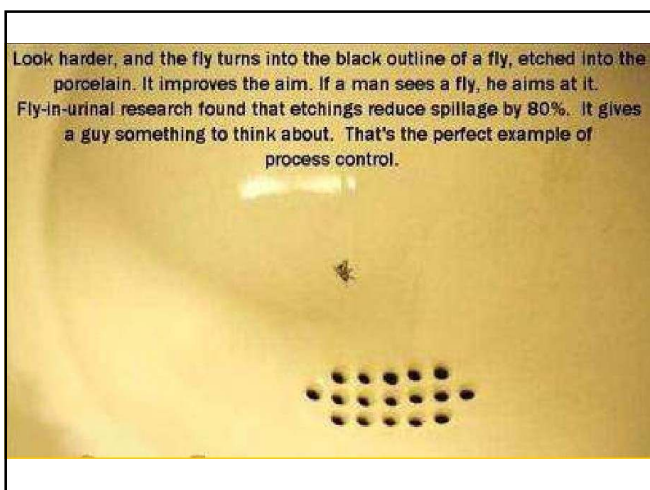 Look harder, and the fly turns into the black outline of a fly, etched into the
porcelain. It improves the aim. If a man sees a fly, he aims at it.
Fly-in-urinal research found that etchings reduce spillage by 80%. It gives
a guy something to think about. That's the perfect example of
process control.